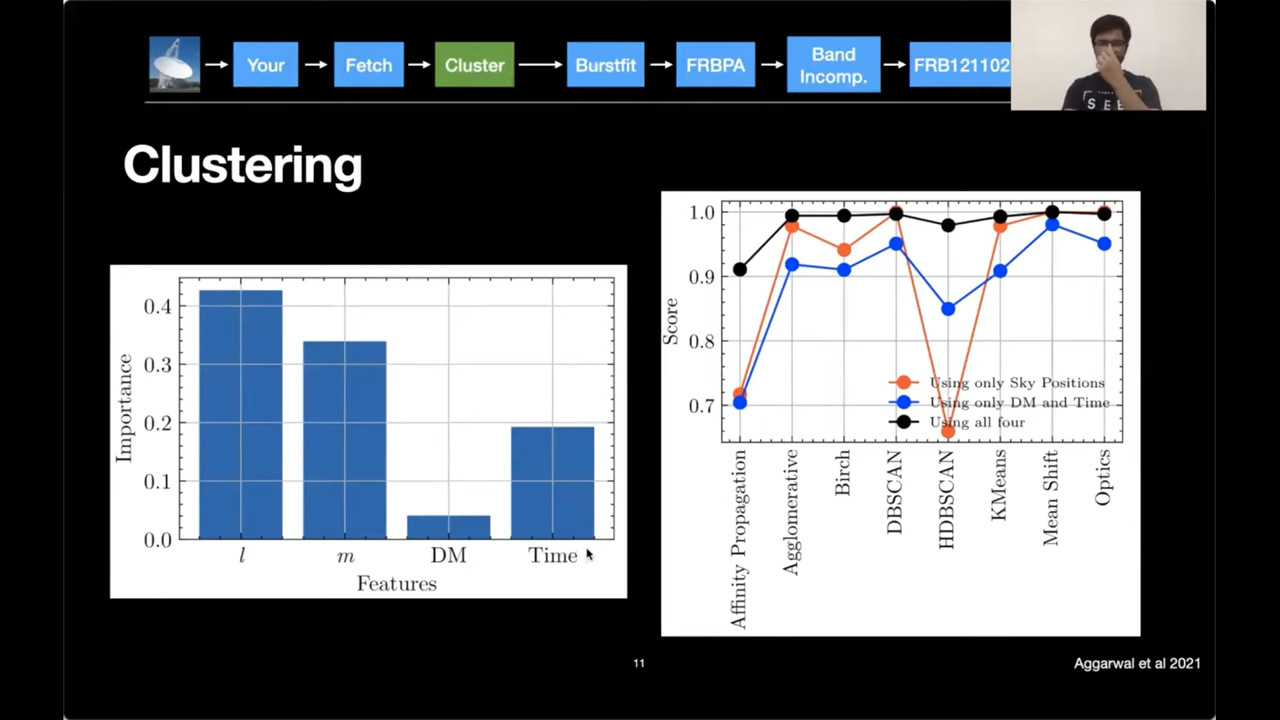 Your
Fetch
Cluster
Burstfit
FRBPA
Band
Incomp.
FRB121102
S E E
Clustering
0.4
0.3
0.2
0.1
0.0
Importance
l
m
DM
Time
Features
1.0
0.9
0.8
0.7
Score
Using only Sky Positions
Using only DM and Time
Using all four
Affinity Propagation
Agglomerative
Birch
DBSCAN
HDBSCAN
KMeans
Mean Shift
Optics
11
Aggarwal et al 2021